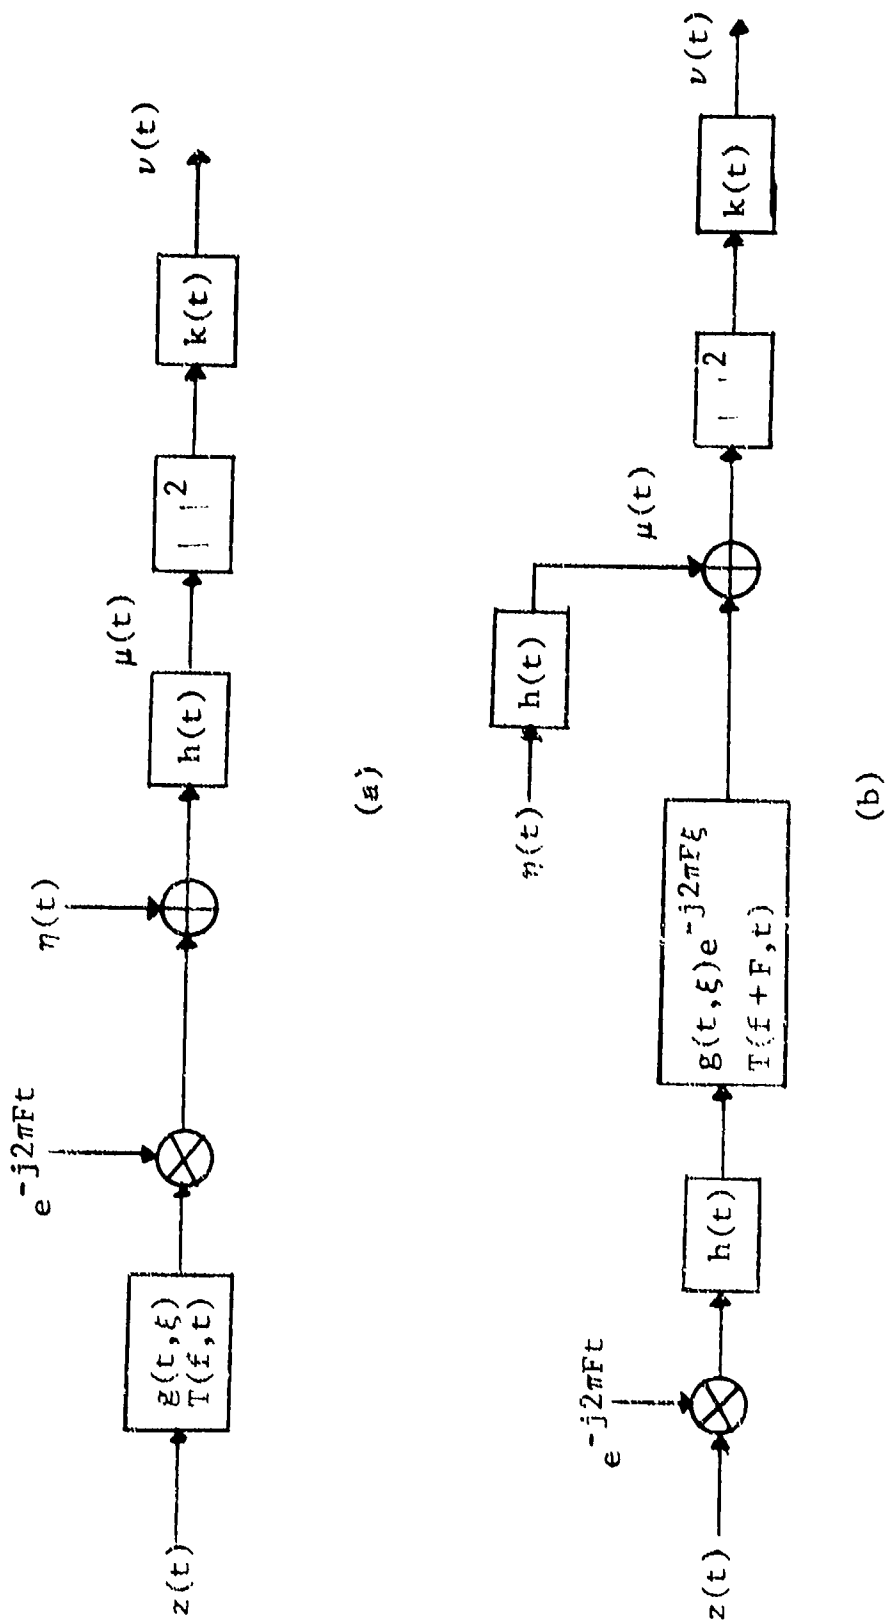 z(t)
g(t,ξ)
T(f,t)
e^-j2πFt
η(t)
h(t)
μ(t)
| |²
k(t)
ν(t)
(a)
z(t)
e^-j2πFt
h(t)
g(t,ξ)e^-j2πFξ
T(f+F,t)
η(t)
h(t)
μ(t)
| |²
k(t)
ν(t)
(b)